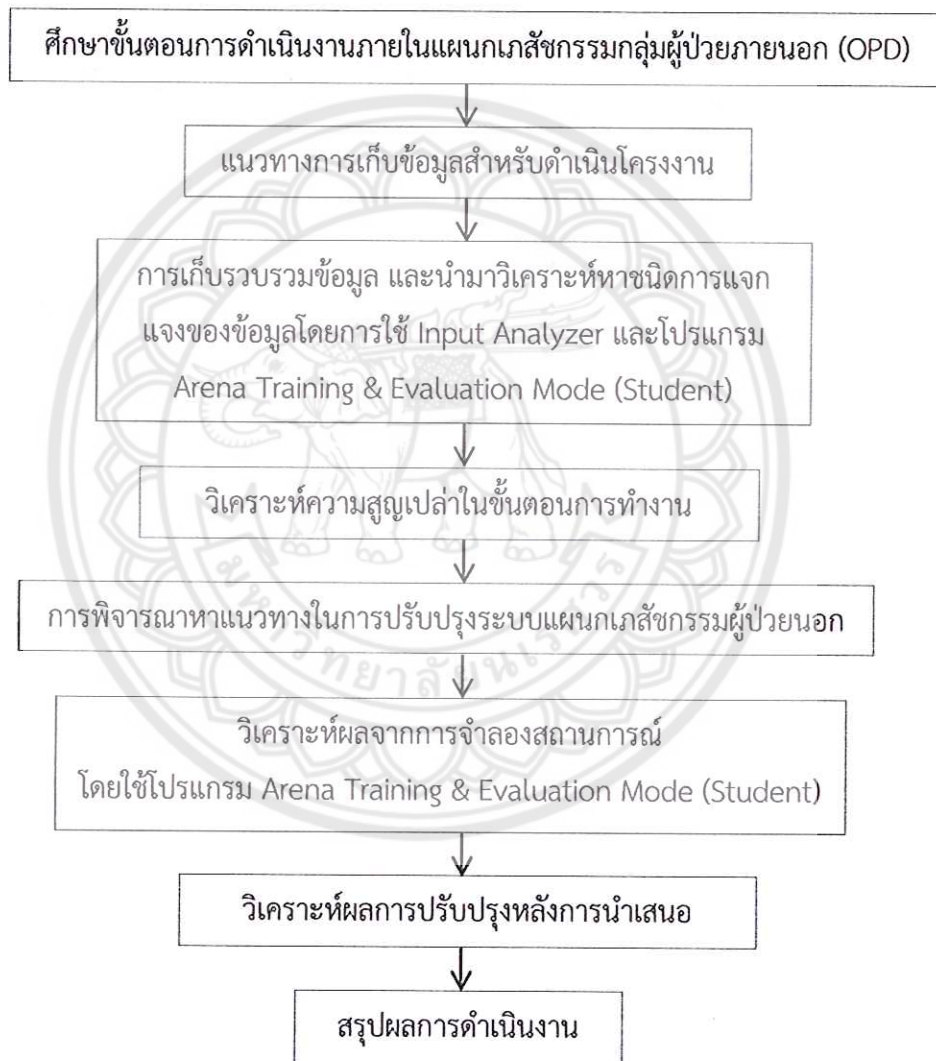 ศึกษาขั้นตอนการดำเนินงานภายในแผนกเภสัชกรรมกลุ่มผู้ป่วยภายนอก (OPD)
แนวทางการเก็บข้อมูลสำหรับดำเนินโครงงาน
การเก็บรวบรวมข้อมูล และนำมาวิเคราะห์หาชนิดการแจก
แจงของข้อมูลโดยการใช้ Input Analyzer และโปรแกรม
Arena Training & Evaluation Mode (Student)
วิเคราะห์ความสูญเปล่าในขั้นตอนการทำงาน
การพิจารณาหาแนวทางในการปรับปรุงระบบแผนกเภสัชกรรมผู้ป่วยนอก
มหาวิทยาลัยนเรศวร
วิเคราะห์ผลจากการจำลองสถานการณ์
โดยใช้โปรแกรม Arena Training & Evaluation Mode (Student)
วิเคราะห์ผลการปรับปรุงหลังการนำเสนอ
สรุปผลการดำเนินงาน